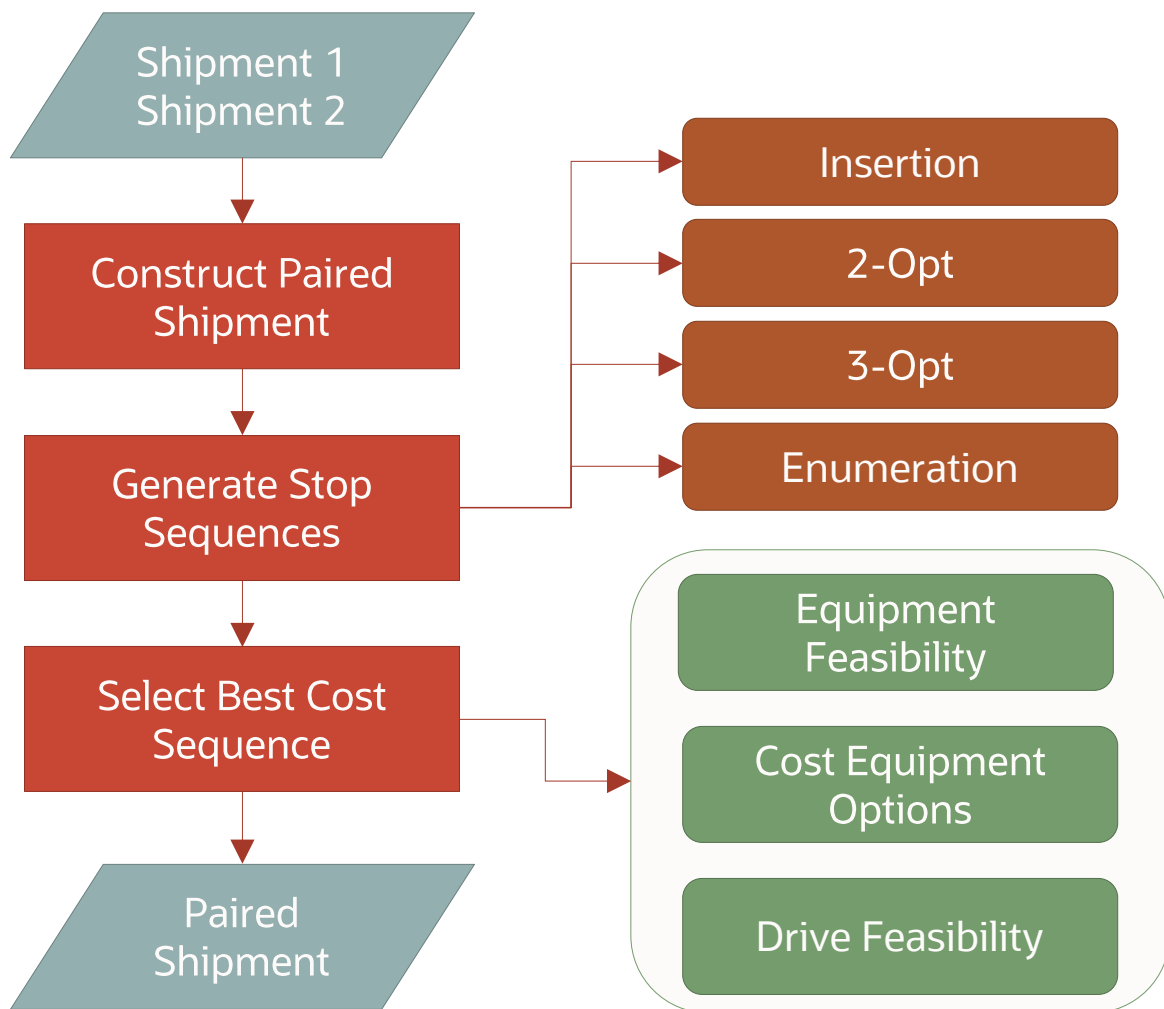 Shipment 1
Shipment 2
Construct Paired
Shipment
Generate Stop
Sequences
Select Best Cost
Sequence
Paired
Shipment
Insertion
2-Opt
3-Opt
Enumeration
Equipment
Feasibility
Cost Equipment
Options
Drive Feasibility